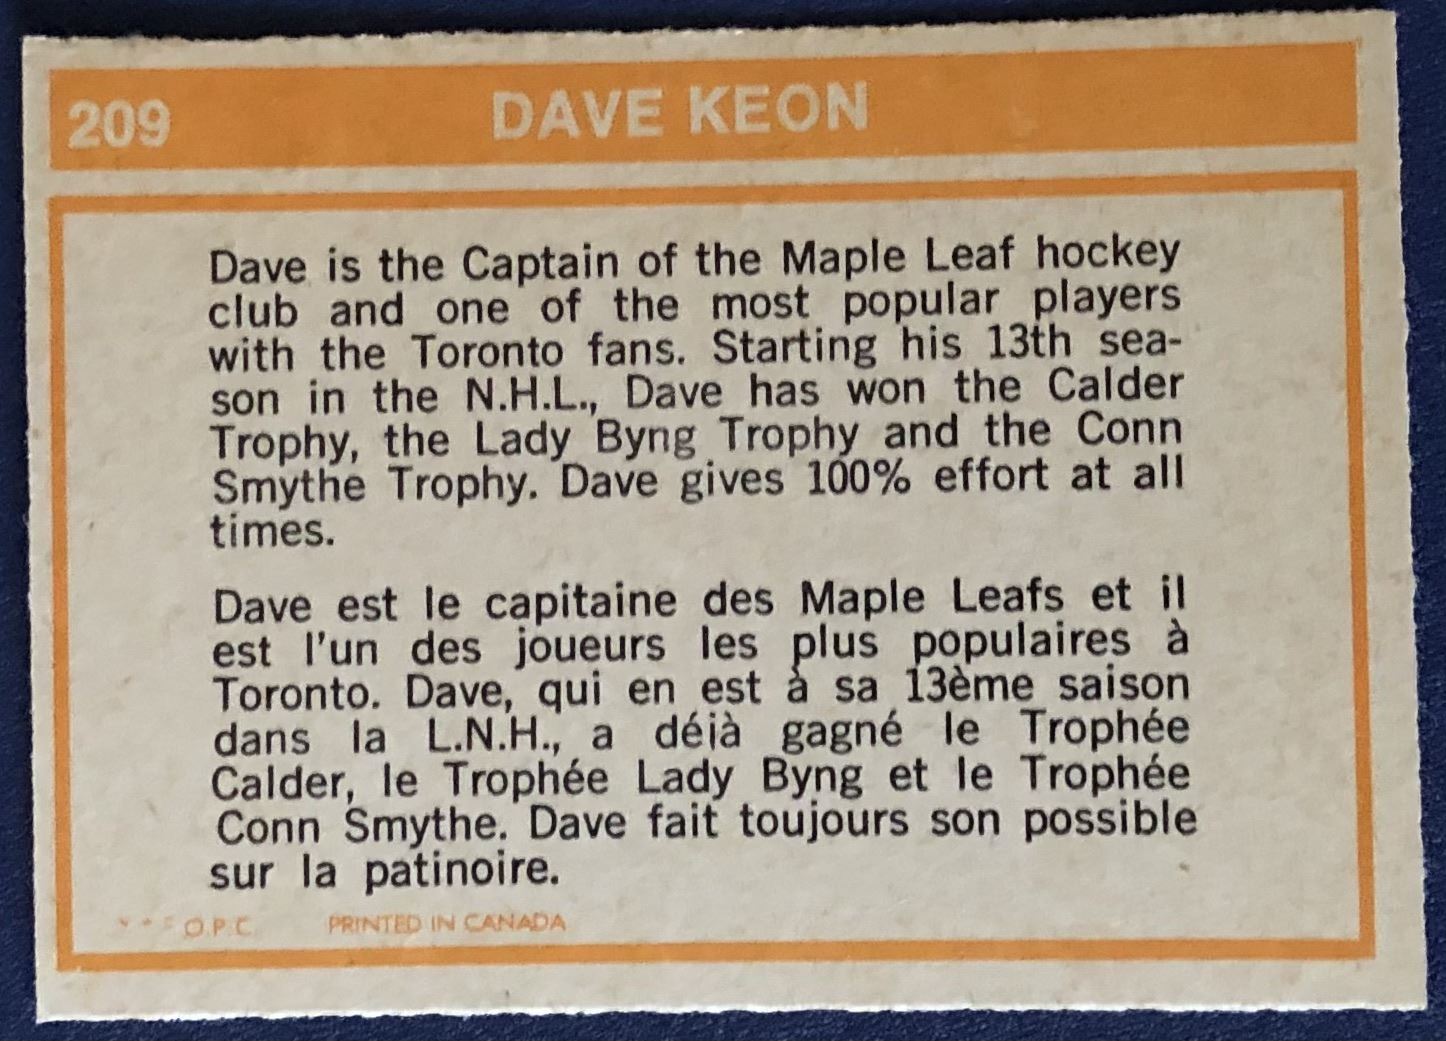 209 DAVE KEON
Dave is the Captain of the Maple Leaf hockey
club and one of the most popular players
with the Toronto fans. Starting his 13th sea-
son in the N.H.L., Dave has won the Calder
Trophy, the Lady Byng Trophy and the Conn
Smythe Trophy. Dave gives 100% effort at all
times.
Dave est le capitaine des Maple Leafs et il
est l'un des joueurs les plus populaires à
Toronto. Dave, qui en est à sa 13ème saison
dans la L.N.H., a déjà gagné le Trophée
Calder, le Trophée Lady Byng et le Trophée
Conn Smythe. Dave fait toujours son possible
sur la patinoire.
O.P.C. PRINTED IN CANADA